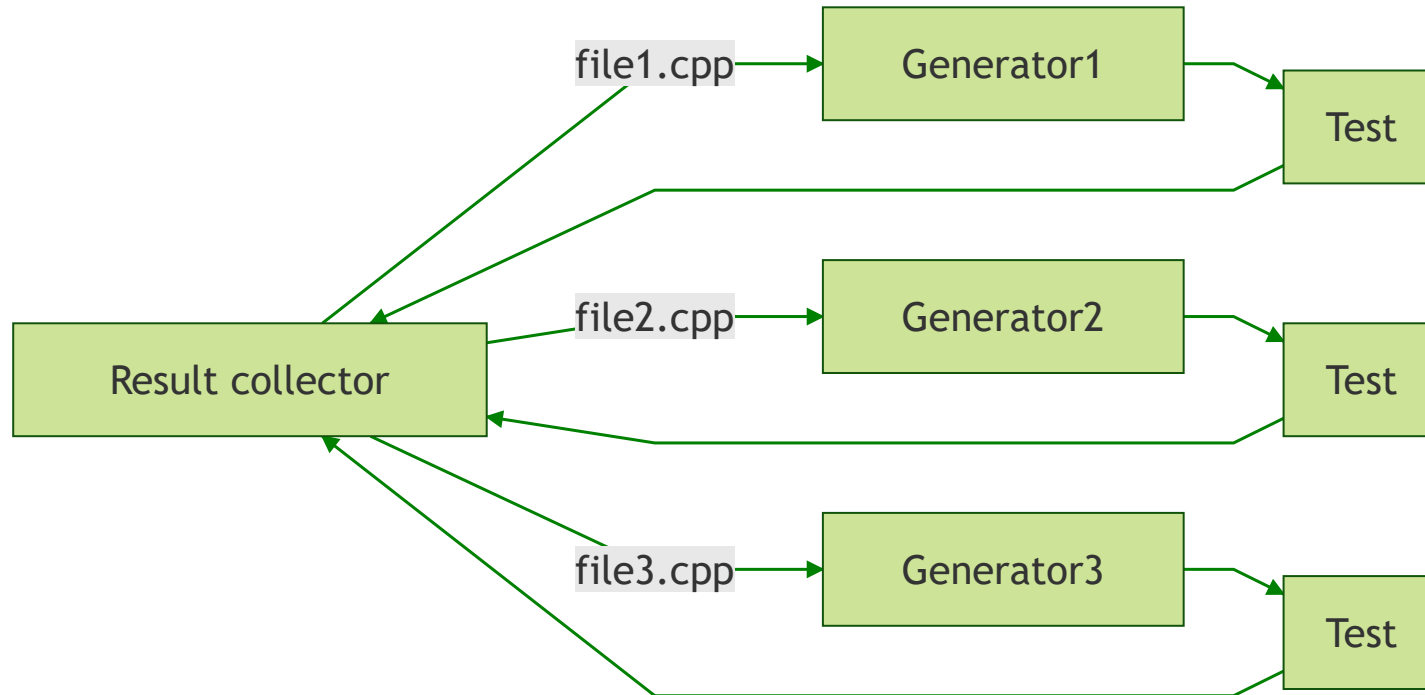 file1.cpp
Generator1
Test
file2.cpp
Generator2
Result collector
Test
file3.cpp
Generator3
Test